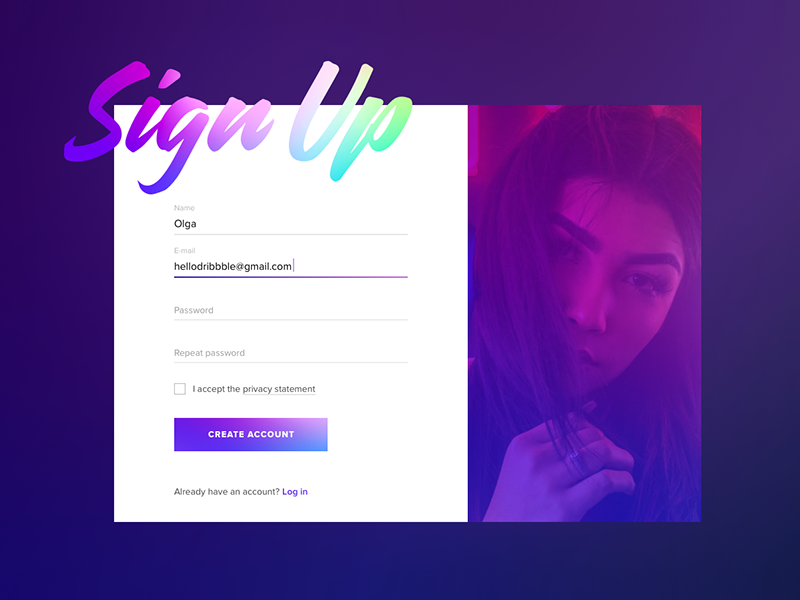 Sign Up
Name
Olga
E-mail
hellodribbble@gmail.com
Password
Repeat password
I accept the privacy statement
CREATE ACCOUNT
Already have an account? Log in